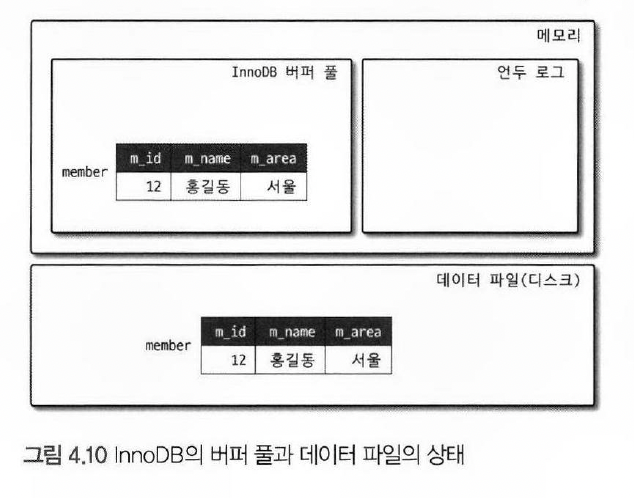 메모리
InnoDB 버퍼 풀
언두 로그
m_id m_name m_area
member
12 홍길동 서울
데이터 파일(디스크)
m_id m_name m_area
member
12 홍길동 서울
그림 4.10 InnoDB의 버퍼 풀과 데이터 파일의 상태